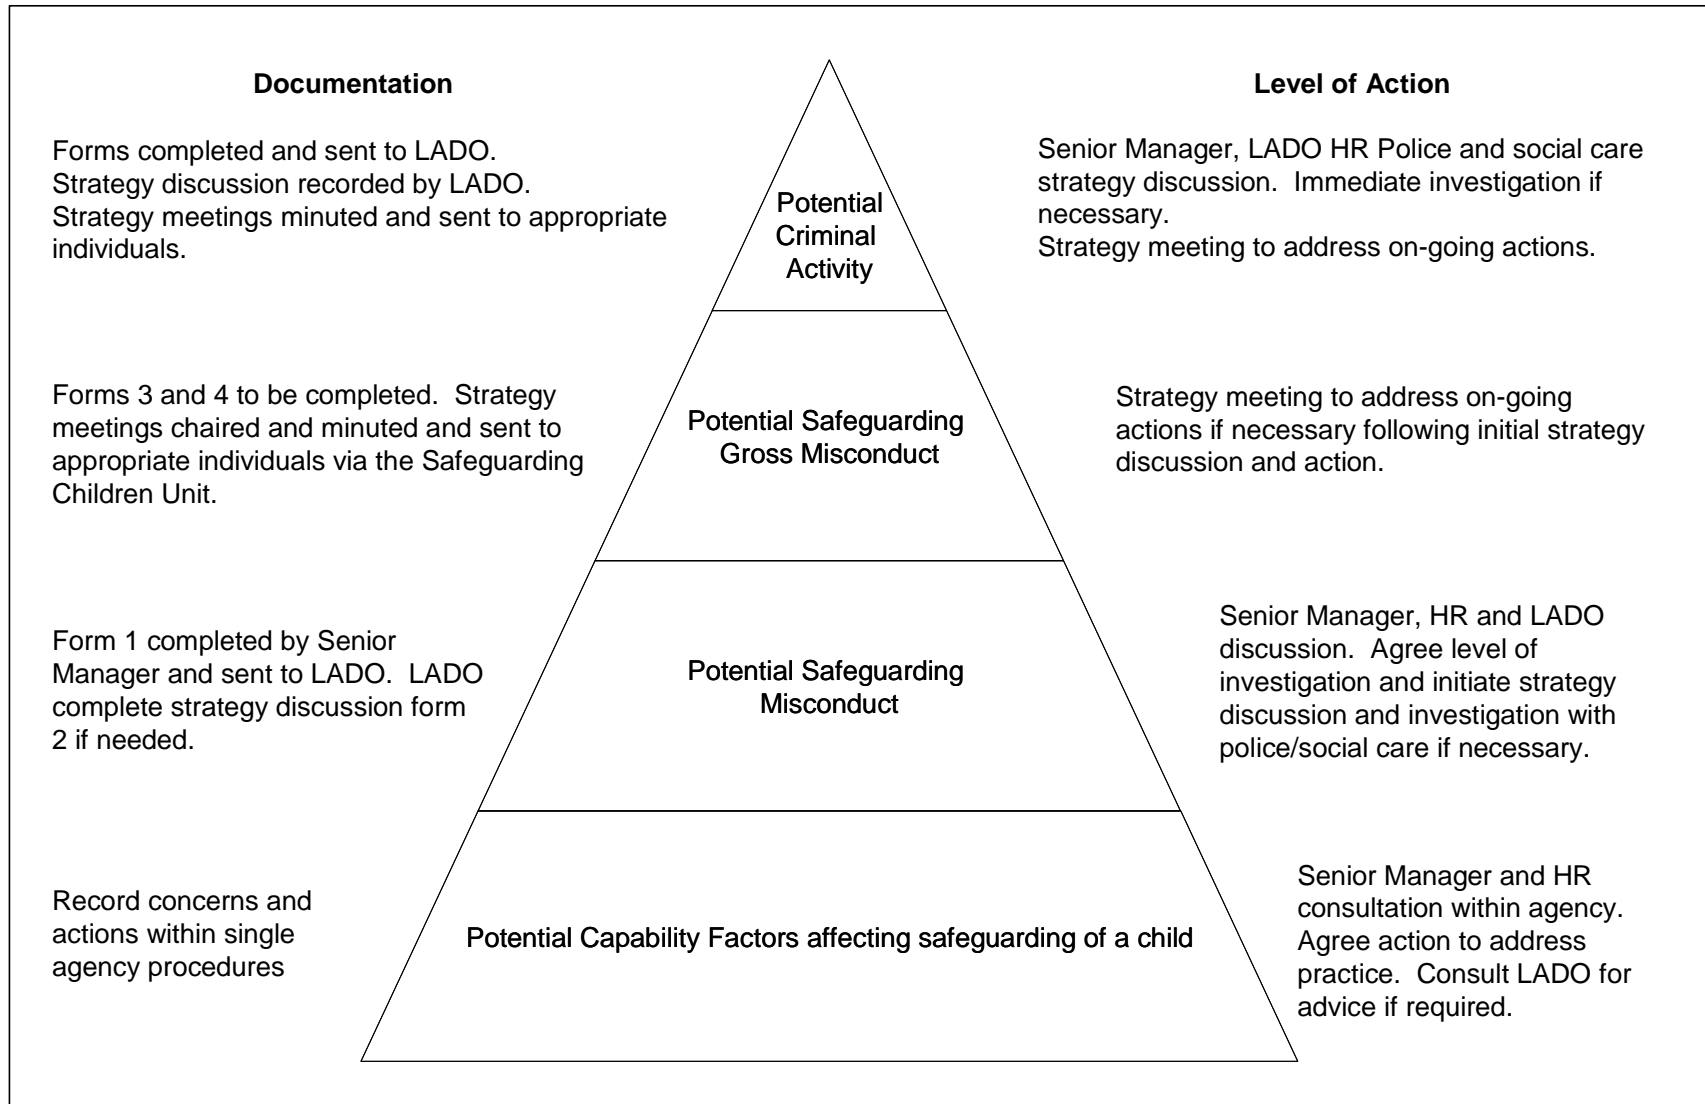 Documentation
Level of Action
Forms completed and sent to LADO.
Strategy discussion recorded by LADO.
Strategy meetings minuted and sent to appropriate
individuals.
Potential
Criminal
Activity
Senior Manager, LADO HR Police and social care
strategy discussion.  Immediate investigation if
necessary.
Strategy meeting to address on-going actions.
Forms 3 and 4 to be completed.  Strategy
meetings chaired and minuted and sent to
appropriate individuals via the Safeguarding
Children Unit.
Potential Safeguarding
Gross Misconduct
Strategy meeting to address on-going
actions if necessary following initial strategy
discussion and action.
Form 1 completed by Senior
Manager and sent to LADO.  LADO
complete strategy discussion form
2 if needed.
Potential Safeguarding
Misconduct
Senior Manager, HR and LADO
discussion.  Agree level of
investigation and initiate strategy
discussion and investigation with
police/social care if necessary.
Record concerns and
actions within single
agency procedures
Potential Capability Factors affecting safeguarding of a child
Senior Manager and HR
consultation within agency.
Agree action to address
practice.  Consult LADO for
advice if required.